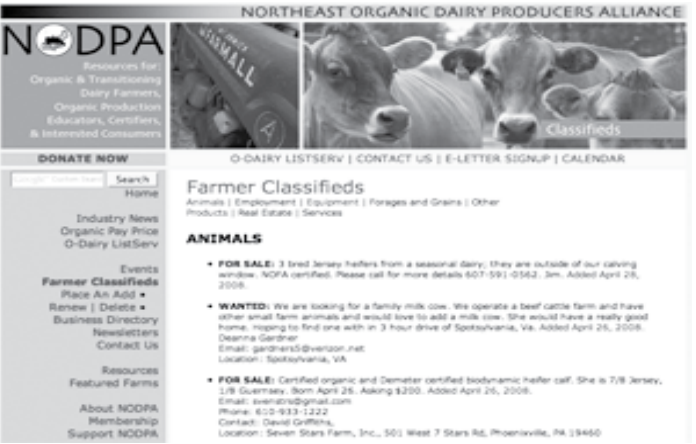 NORTHEAST ORGANIC DAIRY PRODUCERS ALLIANCE
NODPA
Resources for:
Organic & Transitioning
Dairy Farmers,
Organic Production
Educators, Certifiers,
& Interested Consumers
Classifieds
DONATE NOW
O-DAIRY LISTSERV | CONTACT US | E-LETTER SIGNUP | CALENDAR
Search
Home
Industry News
Organic Pay Price
O-Dairy ListServ
Events
Farmer Classifieds
Place An Add •
Renew | Delete •
Business Directory
Newsletters
Contact Us
Resources
Featured Farms
About NODPA
Membership
Support NODPA
Farmer Classifieds
Animals | Employment | Equipment | Forages and Grains | Other
Products | Real Estate | Services
ANIMALS
• FOR SALE: 3 bred Jersey heifers from a seasonal dairy; they are outside of our calving
window. NOFA certified. Please call for more details 607-591-0562. Jim. Added April 28,
2008.
• WANTED: We are looking for a family milk cow. We operate a beef cattle farm and have
other small farm animals and would love to add a milk cow. She would have a really good
home. Hoping to find one with in 3 hour drive of Spotsulvania, Va. Added April 26, 2008.
Deanna Gardner
Email: gardners5@verizon.net
Location: Spotsylvania, VA
• FOR SALE: Certified organic and Demeter certified biodynamic heifer calf. She is 7/8 Jersey,
1/8 Guernsey. Born April 26. Asking $200. Added April 26, 2008.
Email: svenstrs@gmail.com
Phone: 610-933-1222
Contact: David Griffiths,
Location: Seven Stars Farm, Inc., 501 West 7 Stars Rd, Phoenixville, PA 19460